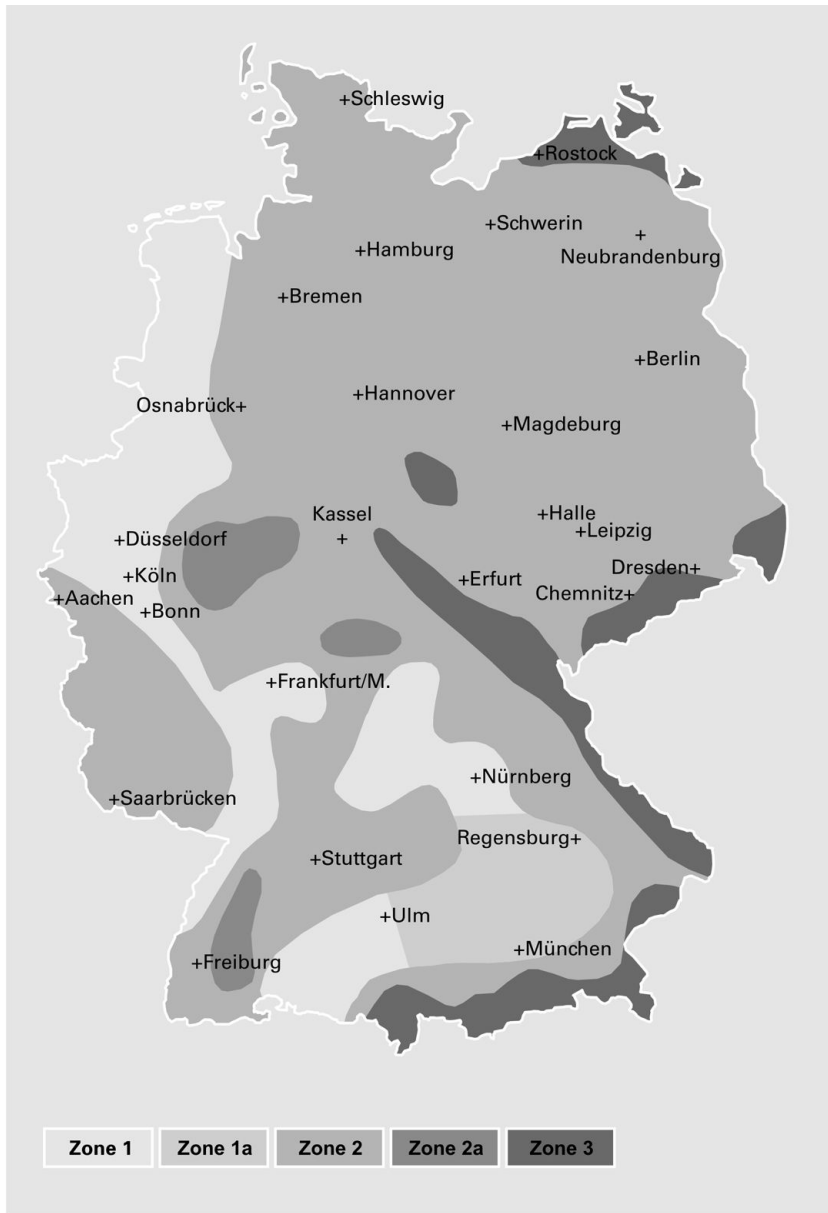 +Schleswig
+Rostock
+Schwerin
+
Neubrandenburg
+Hamburg
+Bremen
+Berlin
+Hannover
Osnabrück+
+Magdeburg
Kassel
+
+Halle
+Leipzig
+Düsseldorf
Dresden+
+Köln
+Erfurt
Chemnitz+
+Aachen
+Bonn
+Frankfurt/M.
+Nürnberg
+Saarbrücken
Regensburg+
+Stuttgart
+Ulm
+München
+Freiburg
Zone 1 Zone 1a Zone 2 Zone 2a Zone 3